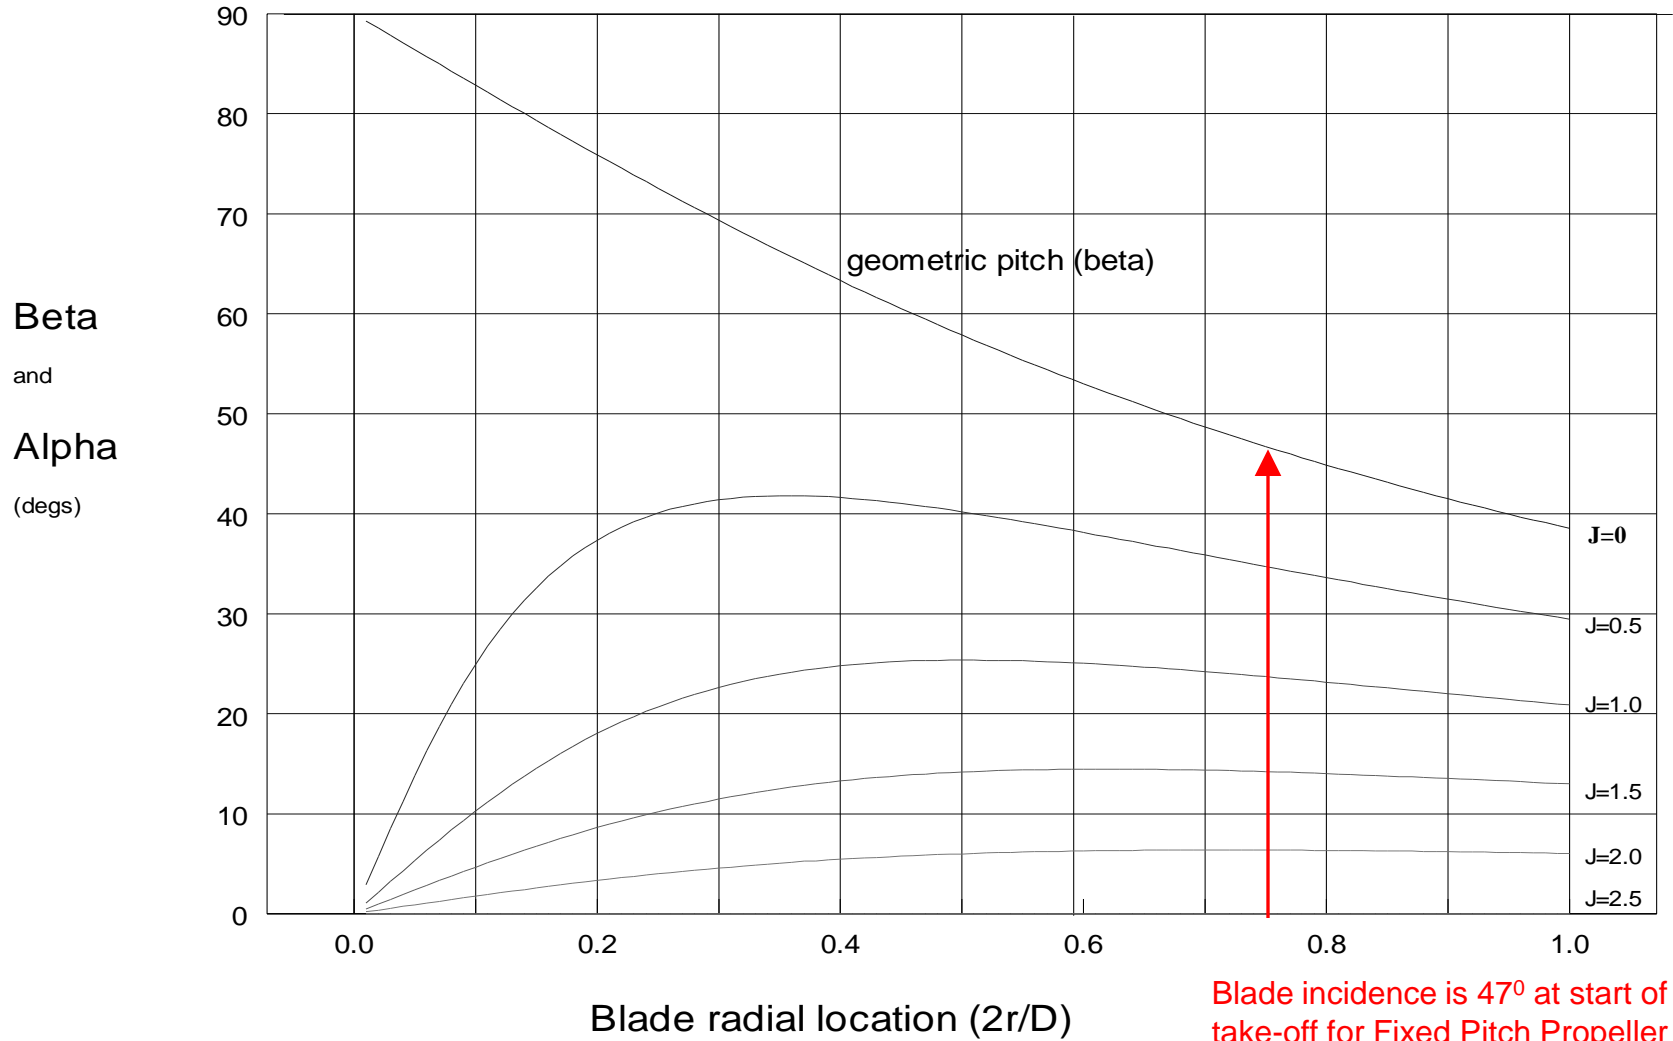 90
80
70
60
50
40
30
20
10
0
Beta
and
Alpha
(degs)
geometric pitch (beta)
J=0
J=0.5
J=1.0
J=1.5
J=2.0
J=2.5
0.0 0.2 0.4 0.6 0.8 1.0
Blade radial location (2r/D)
Blade incidence is 47⁰ at start of
take-off for Fixed Pitch Propeller